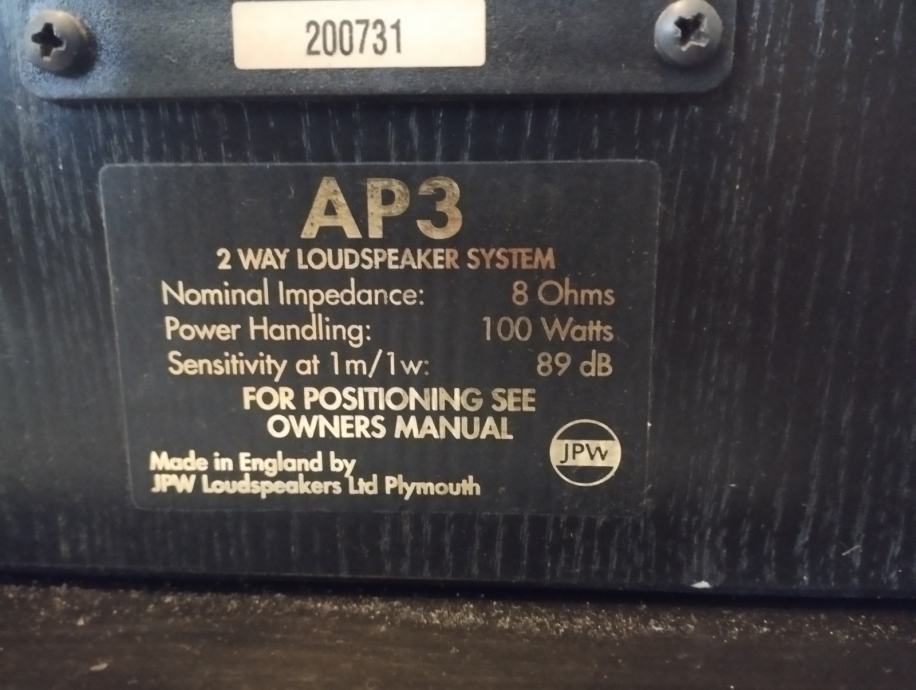 200731
AP3
2 WAY LOUDSPEAKER SYSTEM
Nominal Impedance: 8 Ohms
Power Handling: 100 Watts
Sensitivity at 1m/1w: 89 dB
FOR POSITIONING SEE
OWNERS MANUAL
JPW
Made in England by
JPW Loudspeakers Ltd Plymouth